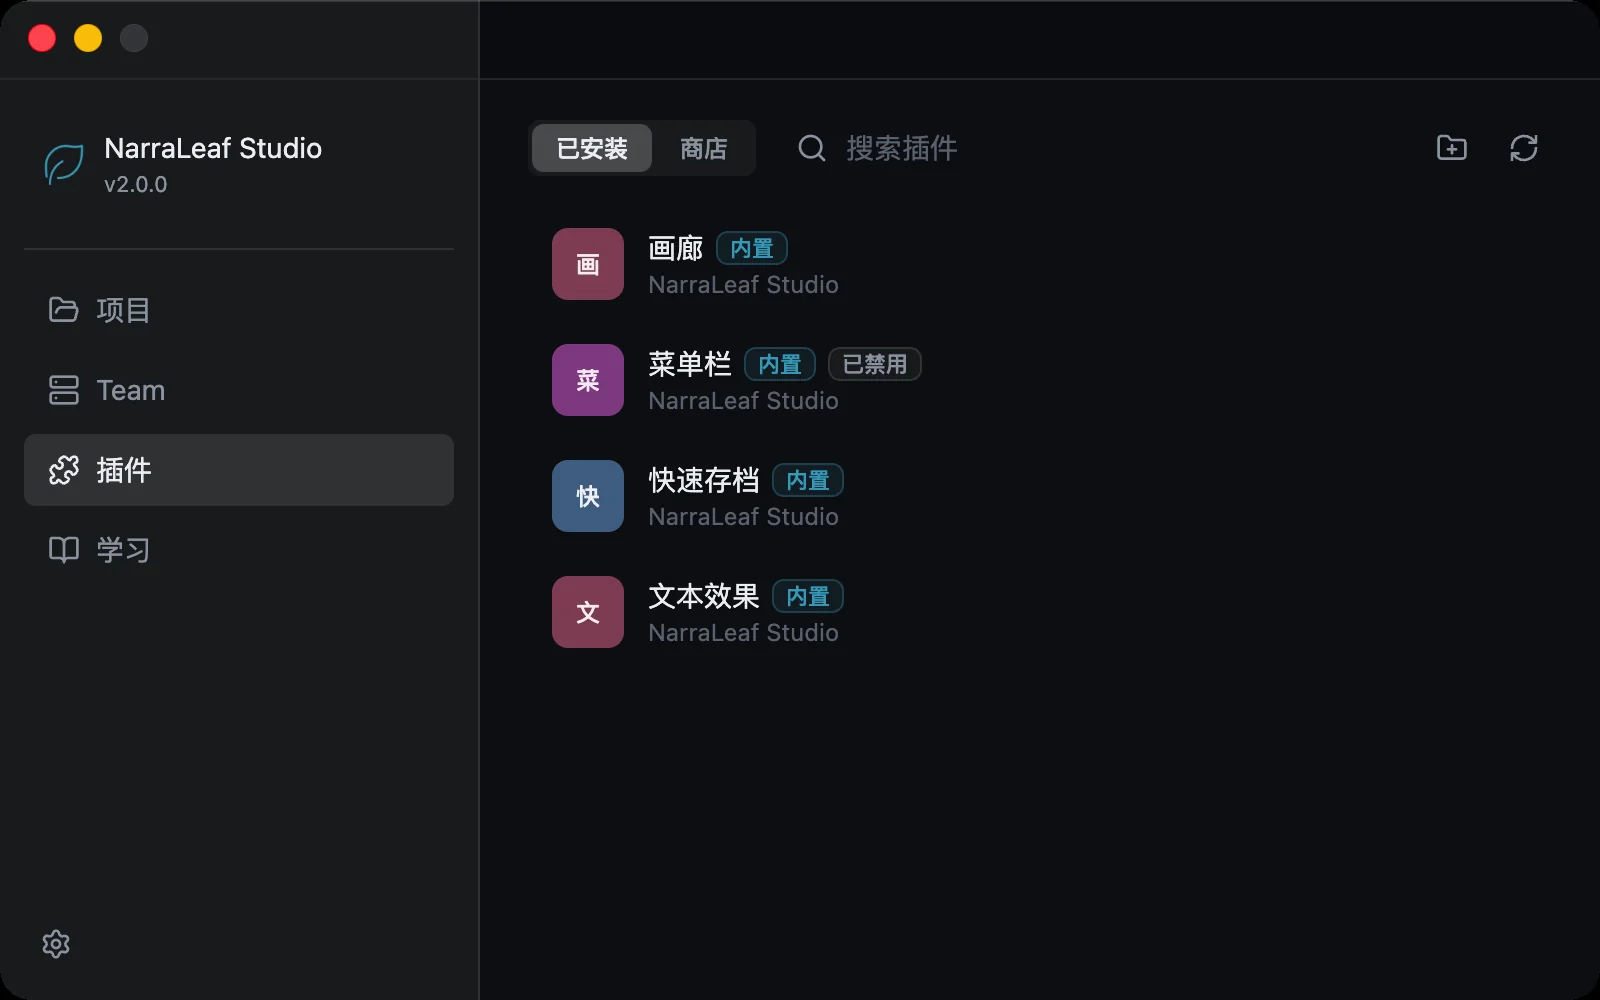 NarraLeaf Studio
v2.0.0
项目
Team
插件
学习
已安装 商店 搜索插件
画
画廊 内置
NarraLeaf Studio
菜
菜单栏 内置 已禁用
NarraLeaf Studio
快
快速存档 内置
NarraLeaf Studio
文
文本效果 内置
NarraLeaf Studio